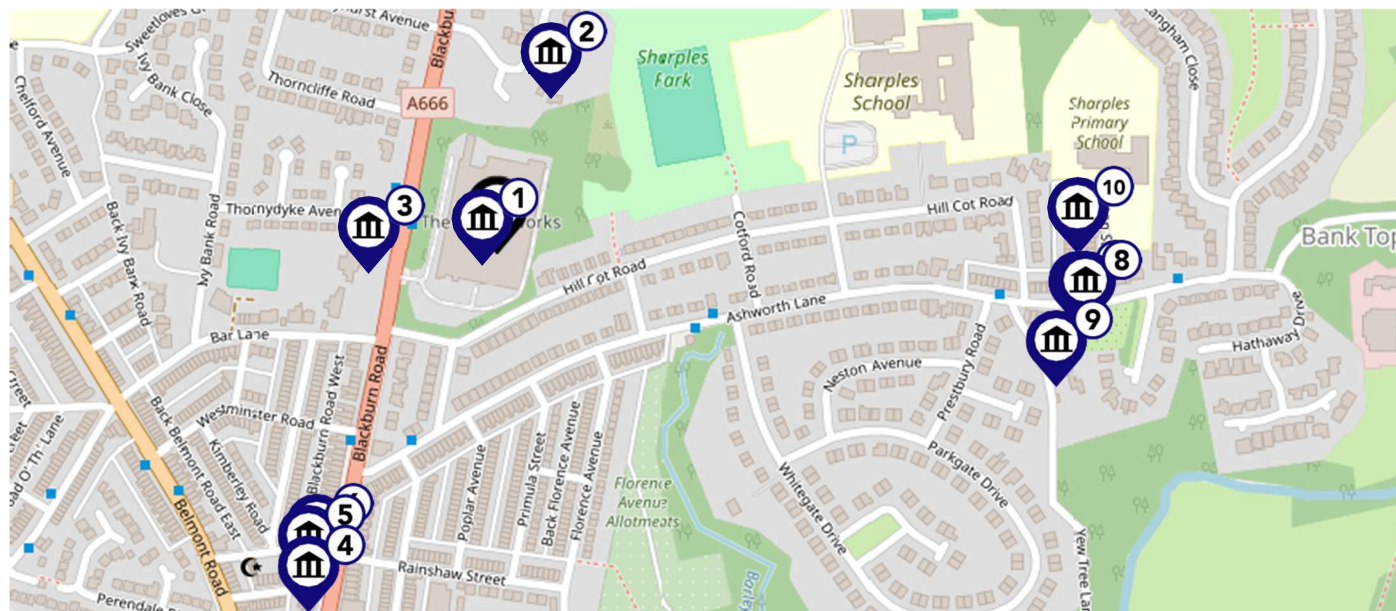 Sweetloves
Avenue
Blackbu
2
Ivy Bank Close
Thorncliffe Road
A666
Sharples
Park
Sharples
School
P
Sharples
Primary
School
Langham Close
Chelford Avenue
Back Ivy Bank Road
Ivy Bank Road
Thornydyke Aven
3
1
The
orks
Cotford Road
Hill Cot Road
10
Bank Top
8
9
Hill Cot Road
Ashworth Lane
Bar Lane
Hathaway Drive
Neston Avenue
Prestbury Road
Westminster Road
Blackburn Road West
Blackburn Road
Back Belmont Road East
Kimberley Road
Belmont Road
Poplar Avenue
Primula Street
Back Florence Avenue
Florence Avenue
Florence
Avenue
Allotments
Whitegate Drive
Parkgate Drive
Street
5
4
Rainshaw Street
Yew Tree La
Perendale